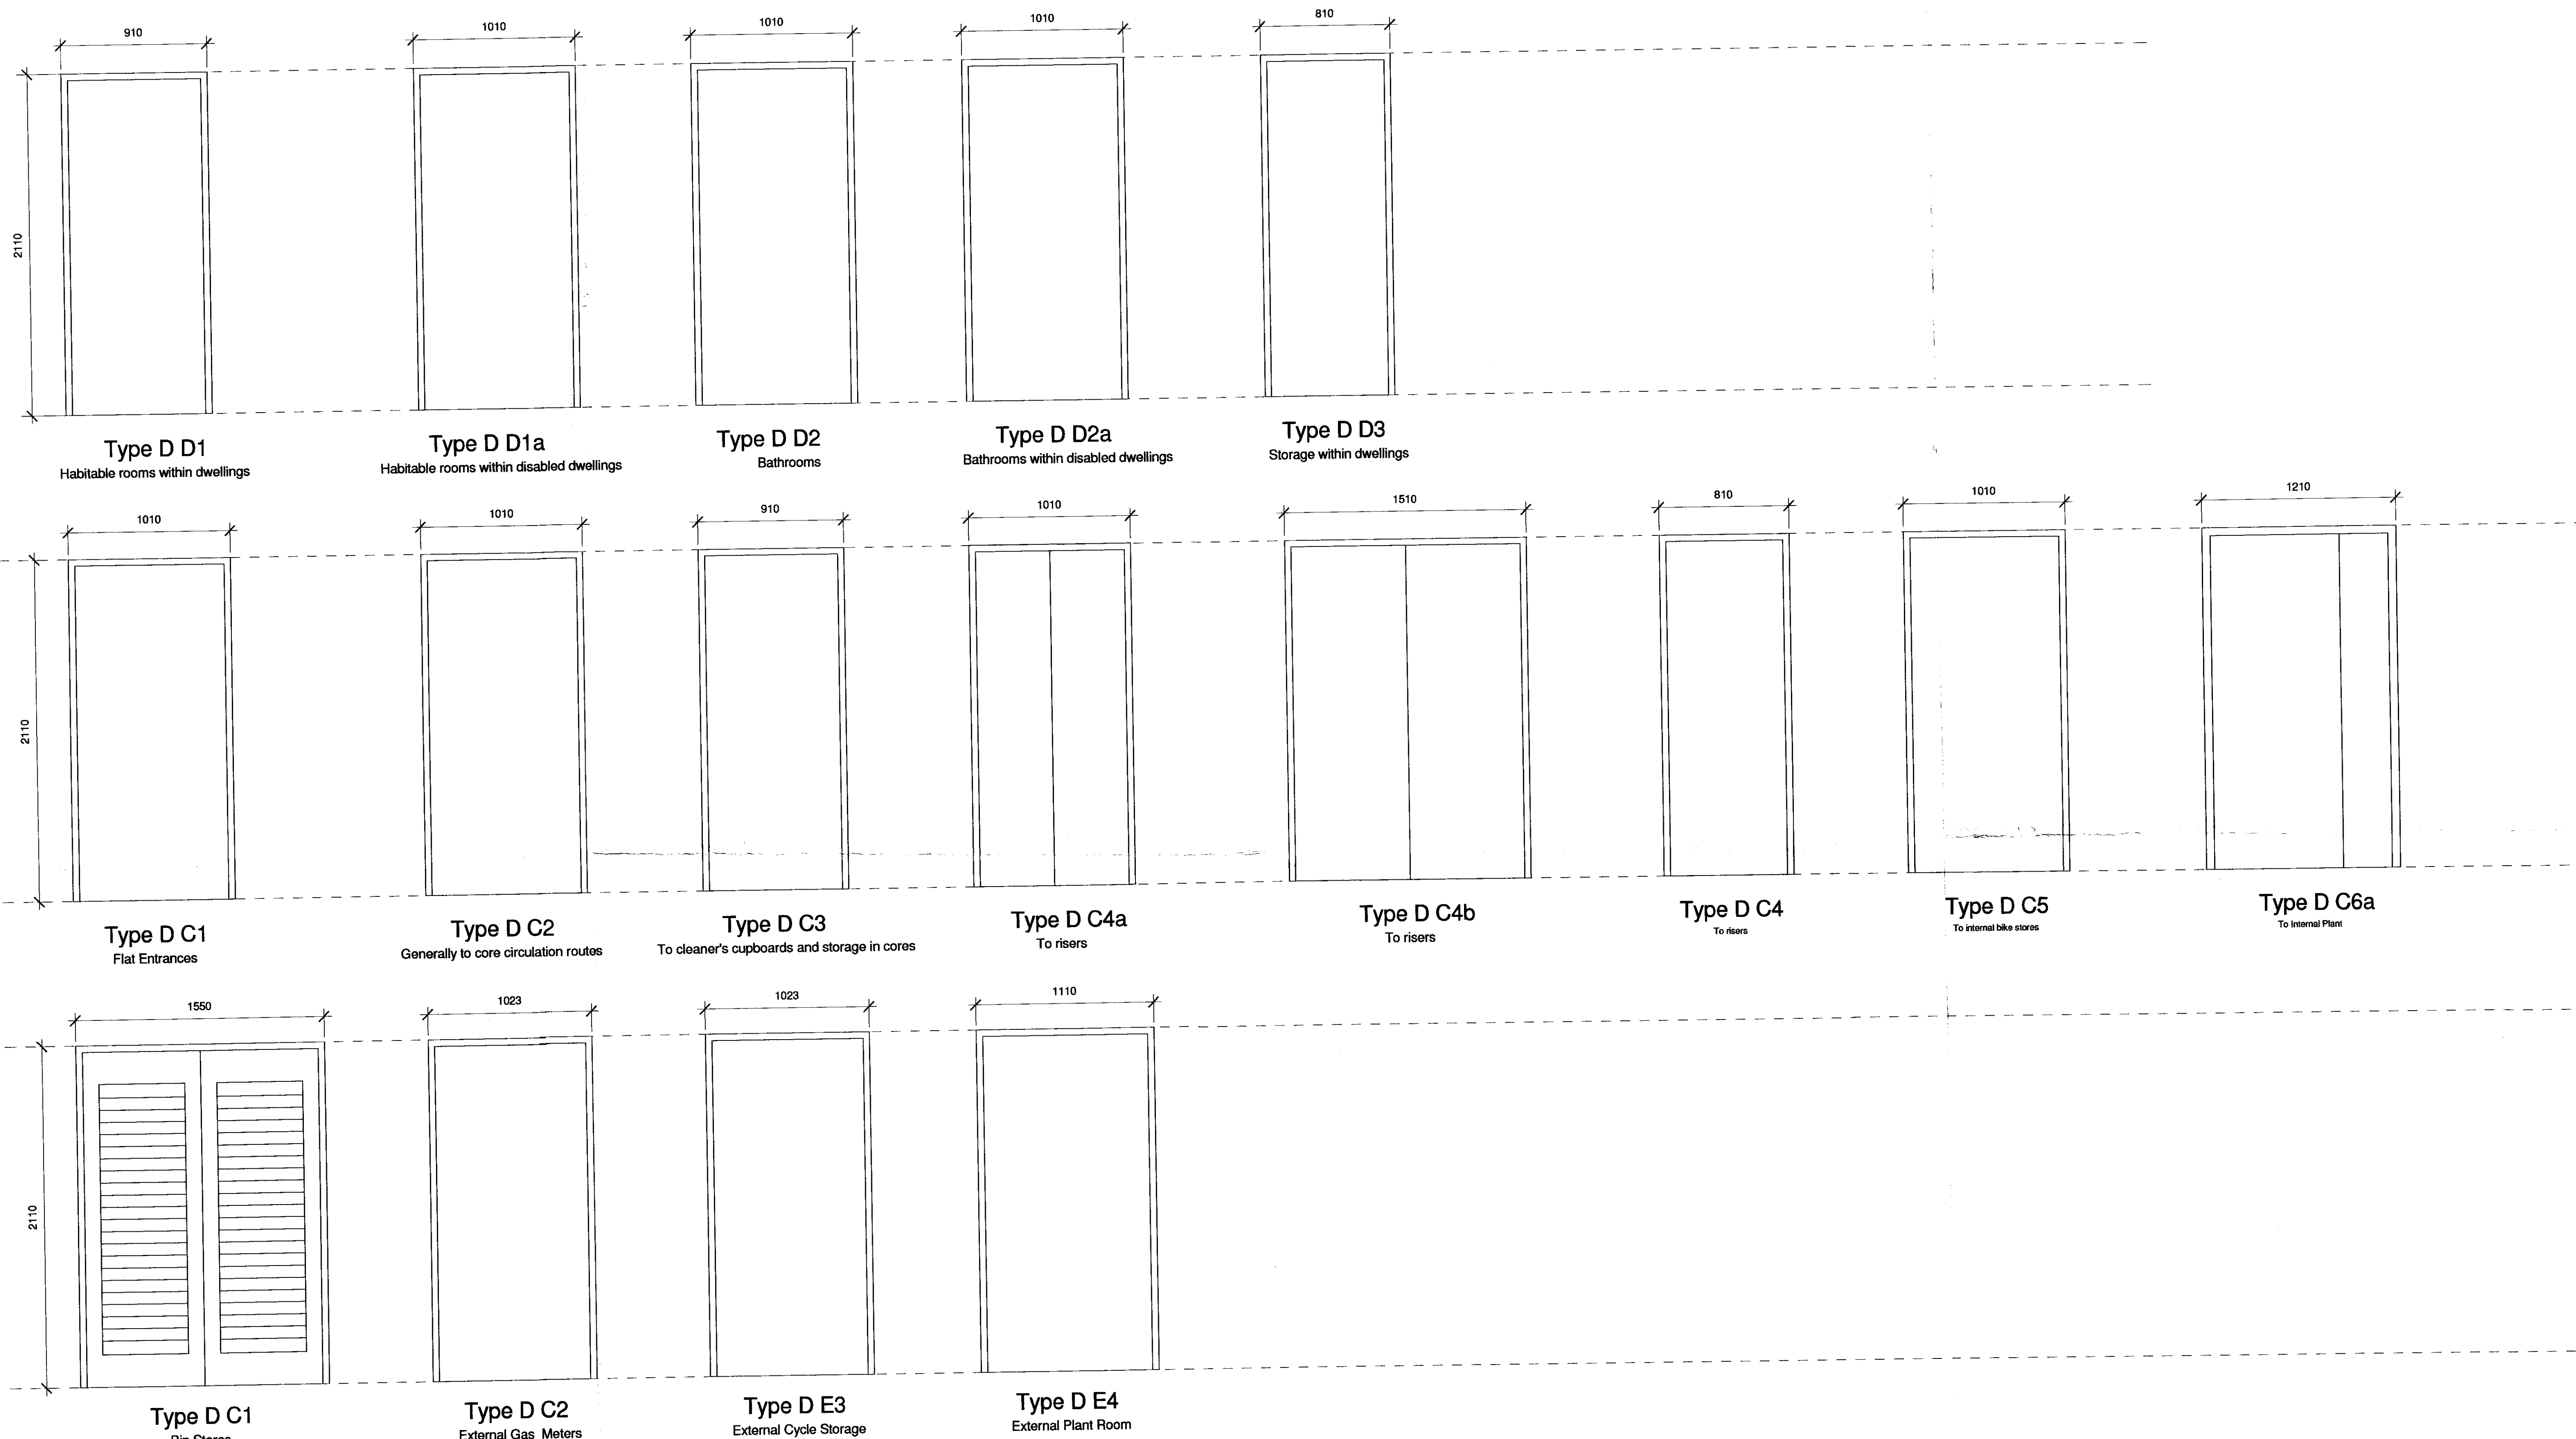 910
1010
1010
1010
810
2110
Type D D1
Habitable rooms within dwellings
Type D D1a
Habitable rooms within disabled dwellings
Type D D2
Bathrooms
Type D D2a
Bathrooms within disabled dwellings
Type D D3
Storage within dwellings
1010
1010
910
1010
1510
810
1010
1210
2110
Type D C1
Flat Entrances
Type D C2
Generally to core circulation routes
Type D C3
To cleaner's cupboards and storage in cores
Type D C4a
To risers
Type D C4b
To risers
Type D C4
To risers
Type D C5
To internal bike stores
Type D C6a
To Internal Plant
1550
1023
1023
1110
2110
Type D C1
Bin Stores
Type D C2
External Gas Meters
Type D E3
External Cycle Storage
Type D E4
External Plant Room